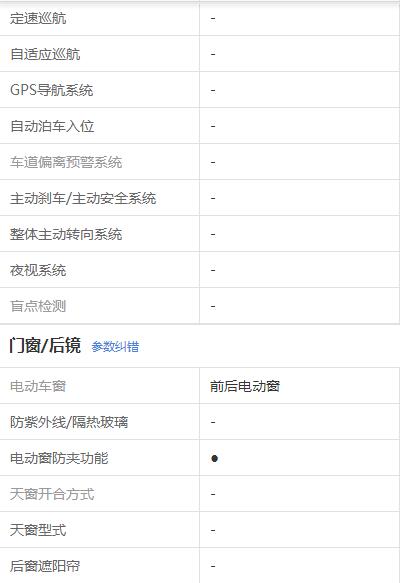 定速巡航 -
自适应巡航 -
GPS导航系统 -
自动泊车入位 -
车道偏离预警系统 -
主动刹车/主动安全系统 -
整体主动转向系统 -
夜视系统 -
盲点检测 -
门窗/后镜 参数纠错
电动车窗 前后电动窗
防紫外线/隔热玻璃 -
电动窗防夹功能 ●
天窗开合方式 -
天窗型式 -
后窗遮阳帘 -